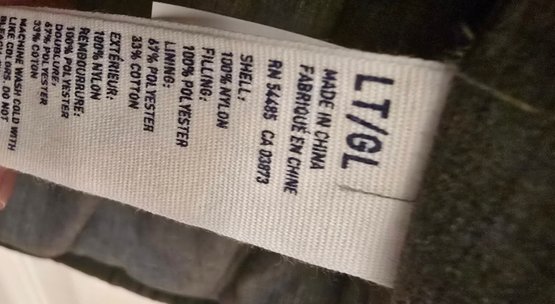 LT/GL
MADE IN CHINA
FABRIQUÉ EN CHINE
RN 54485 CA 03873
SHELL:
100% NYLON
FILLING:
100% POLYESTER
LINING:
67% POLYESTER
33% COTTON
EXTÉRIEUR:
100% NYLON
REMBOURRURE:
100% POLYESTER
DOUBLURE:
67% POLYESTER
33% COTON
MACHINE WASH COLD WITH
LIKE COLORS. DO NOT